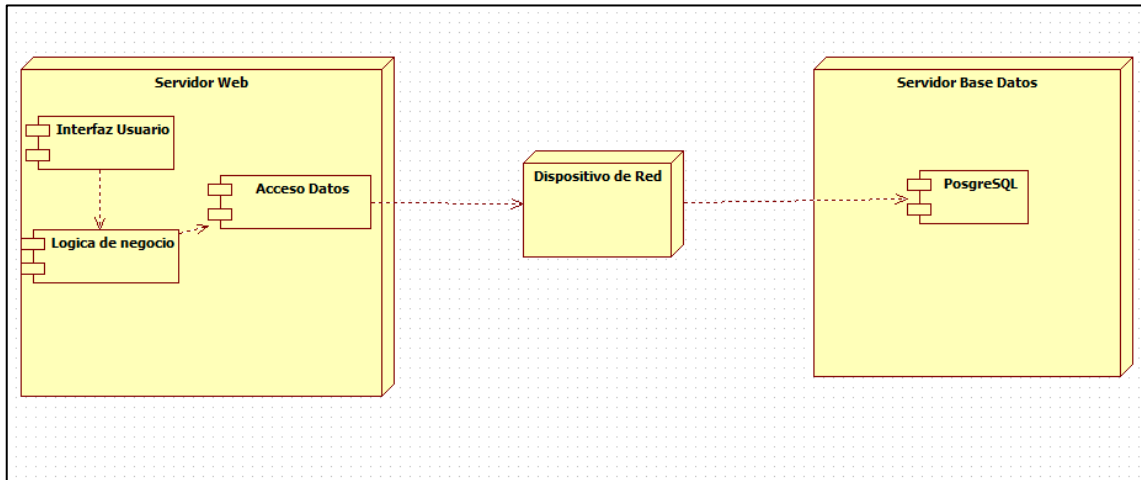 Servidor Web
Interfaz Usuario
Logica de negocio
Acceso Datos
Dispositivo de Red
Servidor Base Datos
PosgreSQL